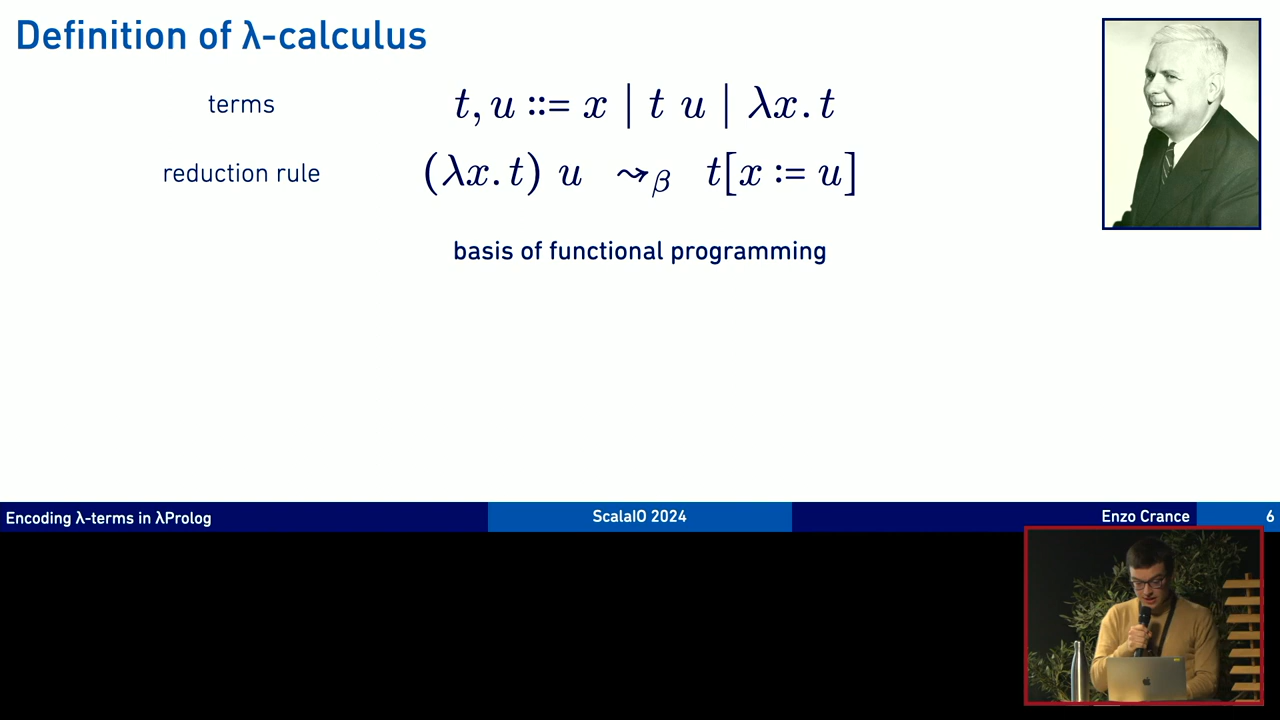 Definition of λ-calculus
terms
t, u ::= x | t u | λx. t
reduction rule
(λx. t) u ⇝β t[x := u]
basis of functional programming
Encoding λ-terms in λProlog
ScalaIO 2024
Enzo Crance
6